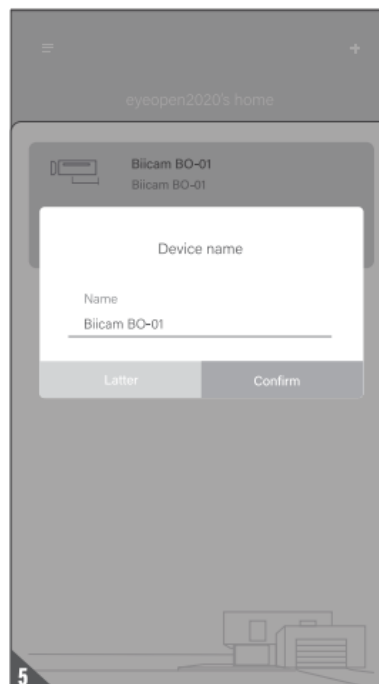 eyeopen2020's home
Biicam BO-01
Biicam BO-01
Device name
Name
Biicam BO-01
Latter
Confirm
5